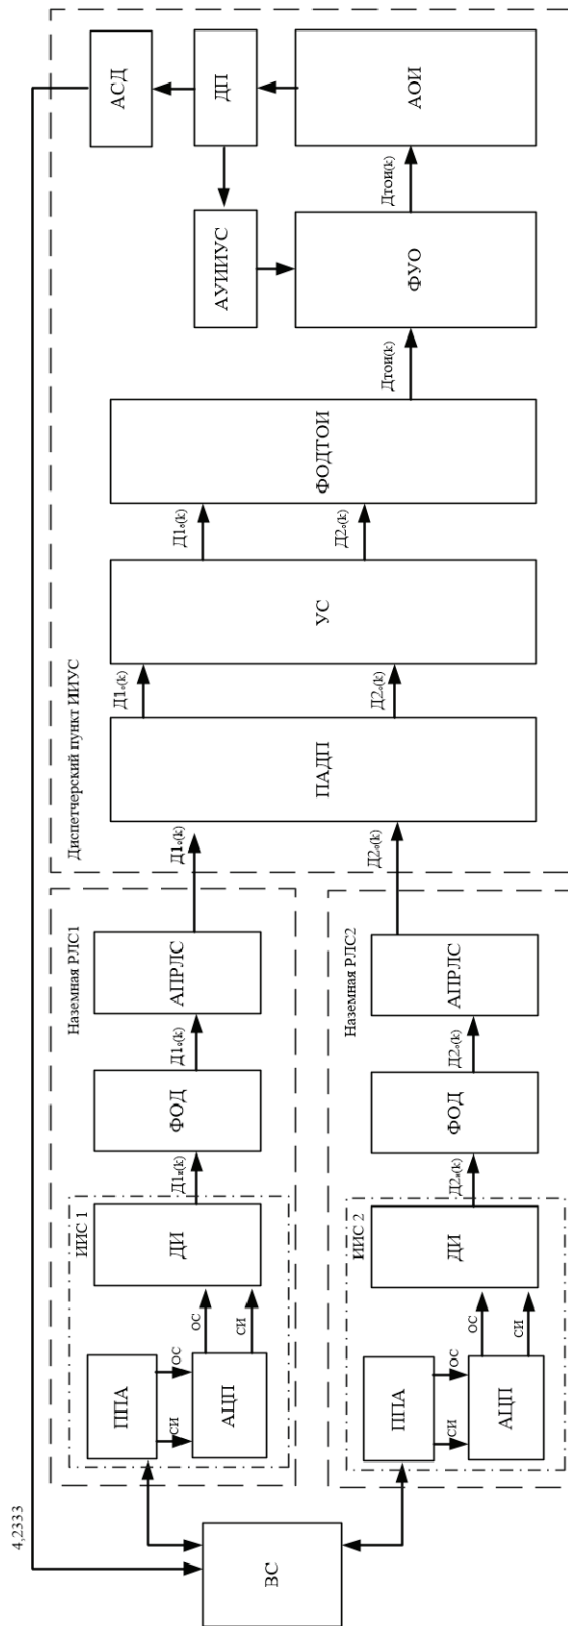 4,2333
ВС
Наземная РЛС1
ИИС 1
ППА
СИ
ОС
АЦП
ОС
СИ
ДИ
Д1и(k)
ФОД
Д1о(k)
АПРЛС
Д1о(k)
Наземная РЛС2
ИИС 2
ППА
СИ
ОС
АЦП
ОС
СИ
ДИ
Д2и(k)
ФОД
Д2о(k)
АПРЛС
Д2о(k)
Диспетчерский пункт ИИУС
ПАДП
Д1о(k)
Д2о(k)
УС
Д1о(k)
Д2о(k)
ФОДТОИ
Дтои(k)
АУИИУС
ФУО
Дтои(k)
АСД
ДП
АОИ